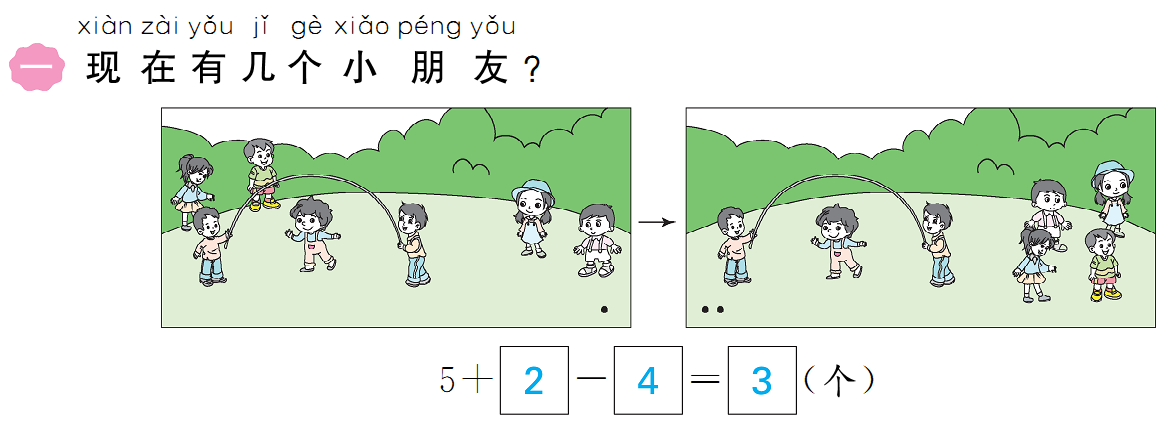 xiàn zài yǒu jǐ gè xiǎo péng yǒu
一 现在有几个小朋友?
5+2-4=3(个)